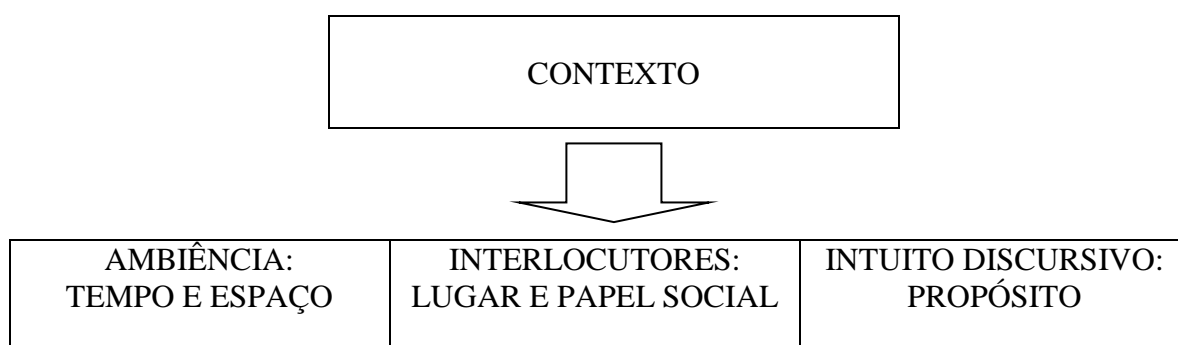 CONTEXTO
AMBIÊNCIA:
TEMPO E ESPAÇO
INTERLOCUTORES:
LUGAR E PAPEL SOCIAL
INTUITO DISCURSIVO:
PROPÓSITO